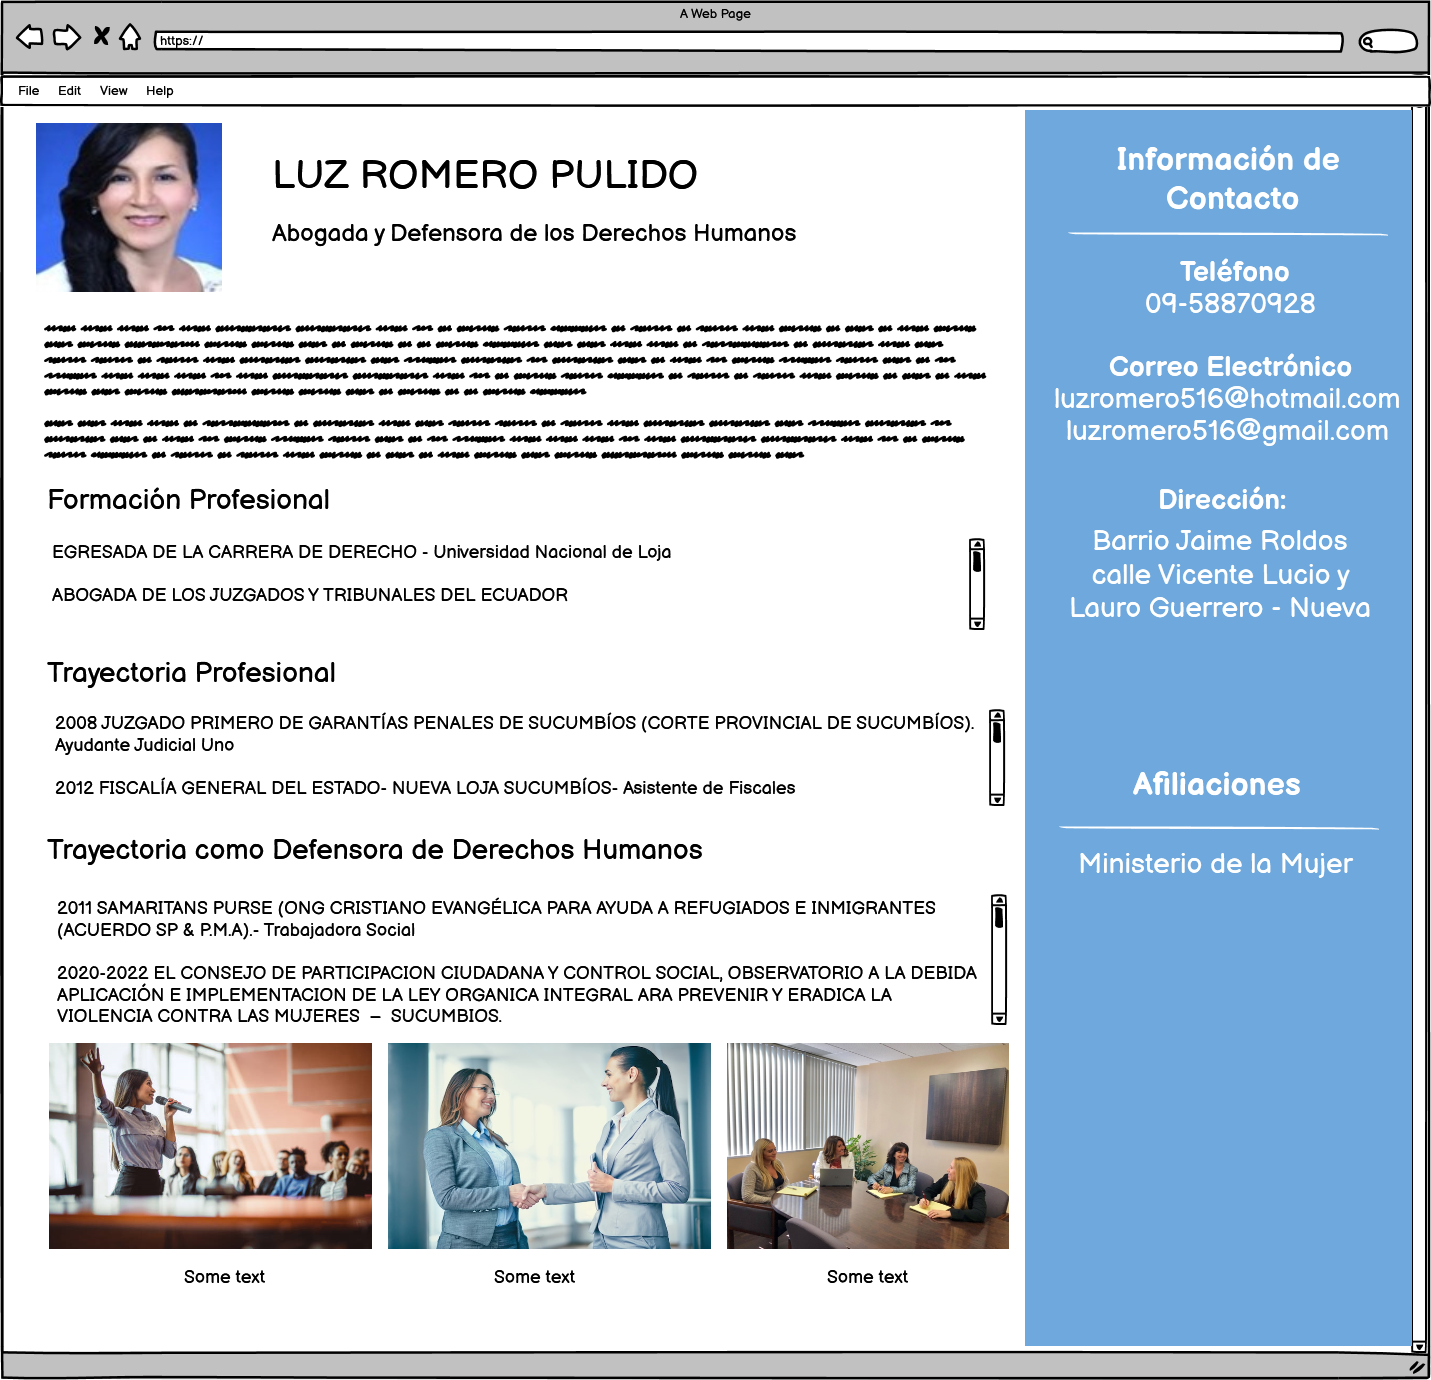 A Web Page
https://
File Edit View Help
LUZ ROMERO PULIDO
Abogada y Defensora de los Derechos Humanos
Formación Profesional
EGRESADA DE LA CARRERA DE DERECHO - Universidad Nacional de Loja
ABOGADA DE LOS JUZGADOS Y TRIBUNALES DEL ECUADOR
Trayectoria Profesional
2008 JUZGADO PRIMERO DE GARANTÍAS PENALES DE SUCUMBÍOS (CORTE PROVINCIAL DE SUCUMBÍOS).
Ayudante Judicial Uno
2012 FISCALÍA GENERAL DEL ESTADO- NUEVA LOJA SUCUMBÍOS- Asistente de Fiscales
Trayectoria como Defensora de Derechos Humanos
2011 SAMARITANS PURSE (ONG CRISTIANO EVANGÉLICA PARA AYUDA A REFUGIADOS E INMIGRANTES
(ACUERDO SP & P.M.A).- Trabajadora Social
2020-2022 EL CONSEJO DE PARTICIPACION CIUDADANA Y CONTROL SOCIAL, OBSERVATORIO A LA DEBIDA
APLICACIÓN E IMPLEMENTACION DE LA LEY ORGANICA INTEGRAL ARA PREVENIR Y ERADICA LA
VIOLENCIA CONTRA LAS MUJERES – SUCUMBIOS.
Some text
Some text
Some text
Información de
Contacto
Teléfono
09-58870928
Correo Electrónico
luzromero516@hotmail.com
luzromero516@gmail.com
Dirección:
Barrio Jaime Roldos
calle Vicente Lucio y
Lauro Guerrero - Nueva
Afiliaciones
Ministerio de la Mujer